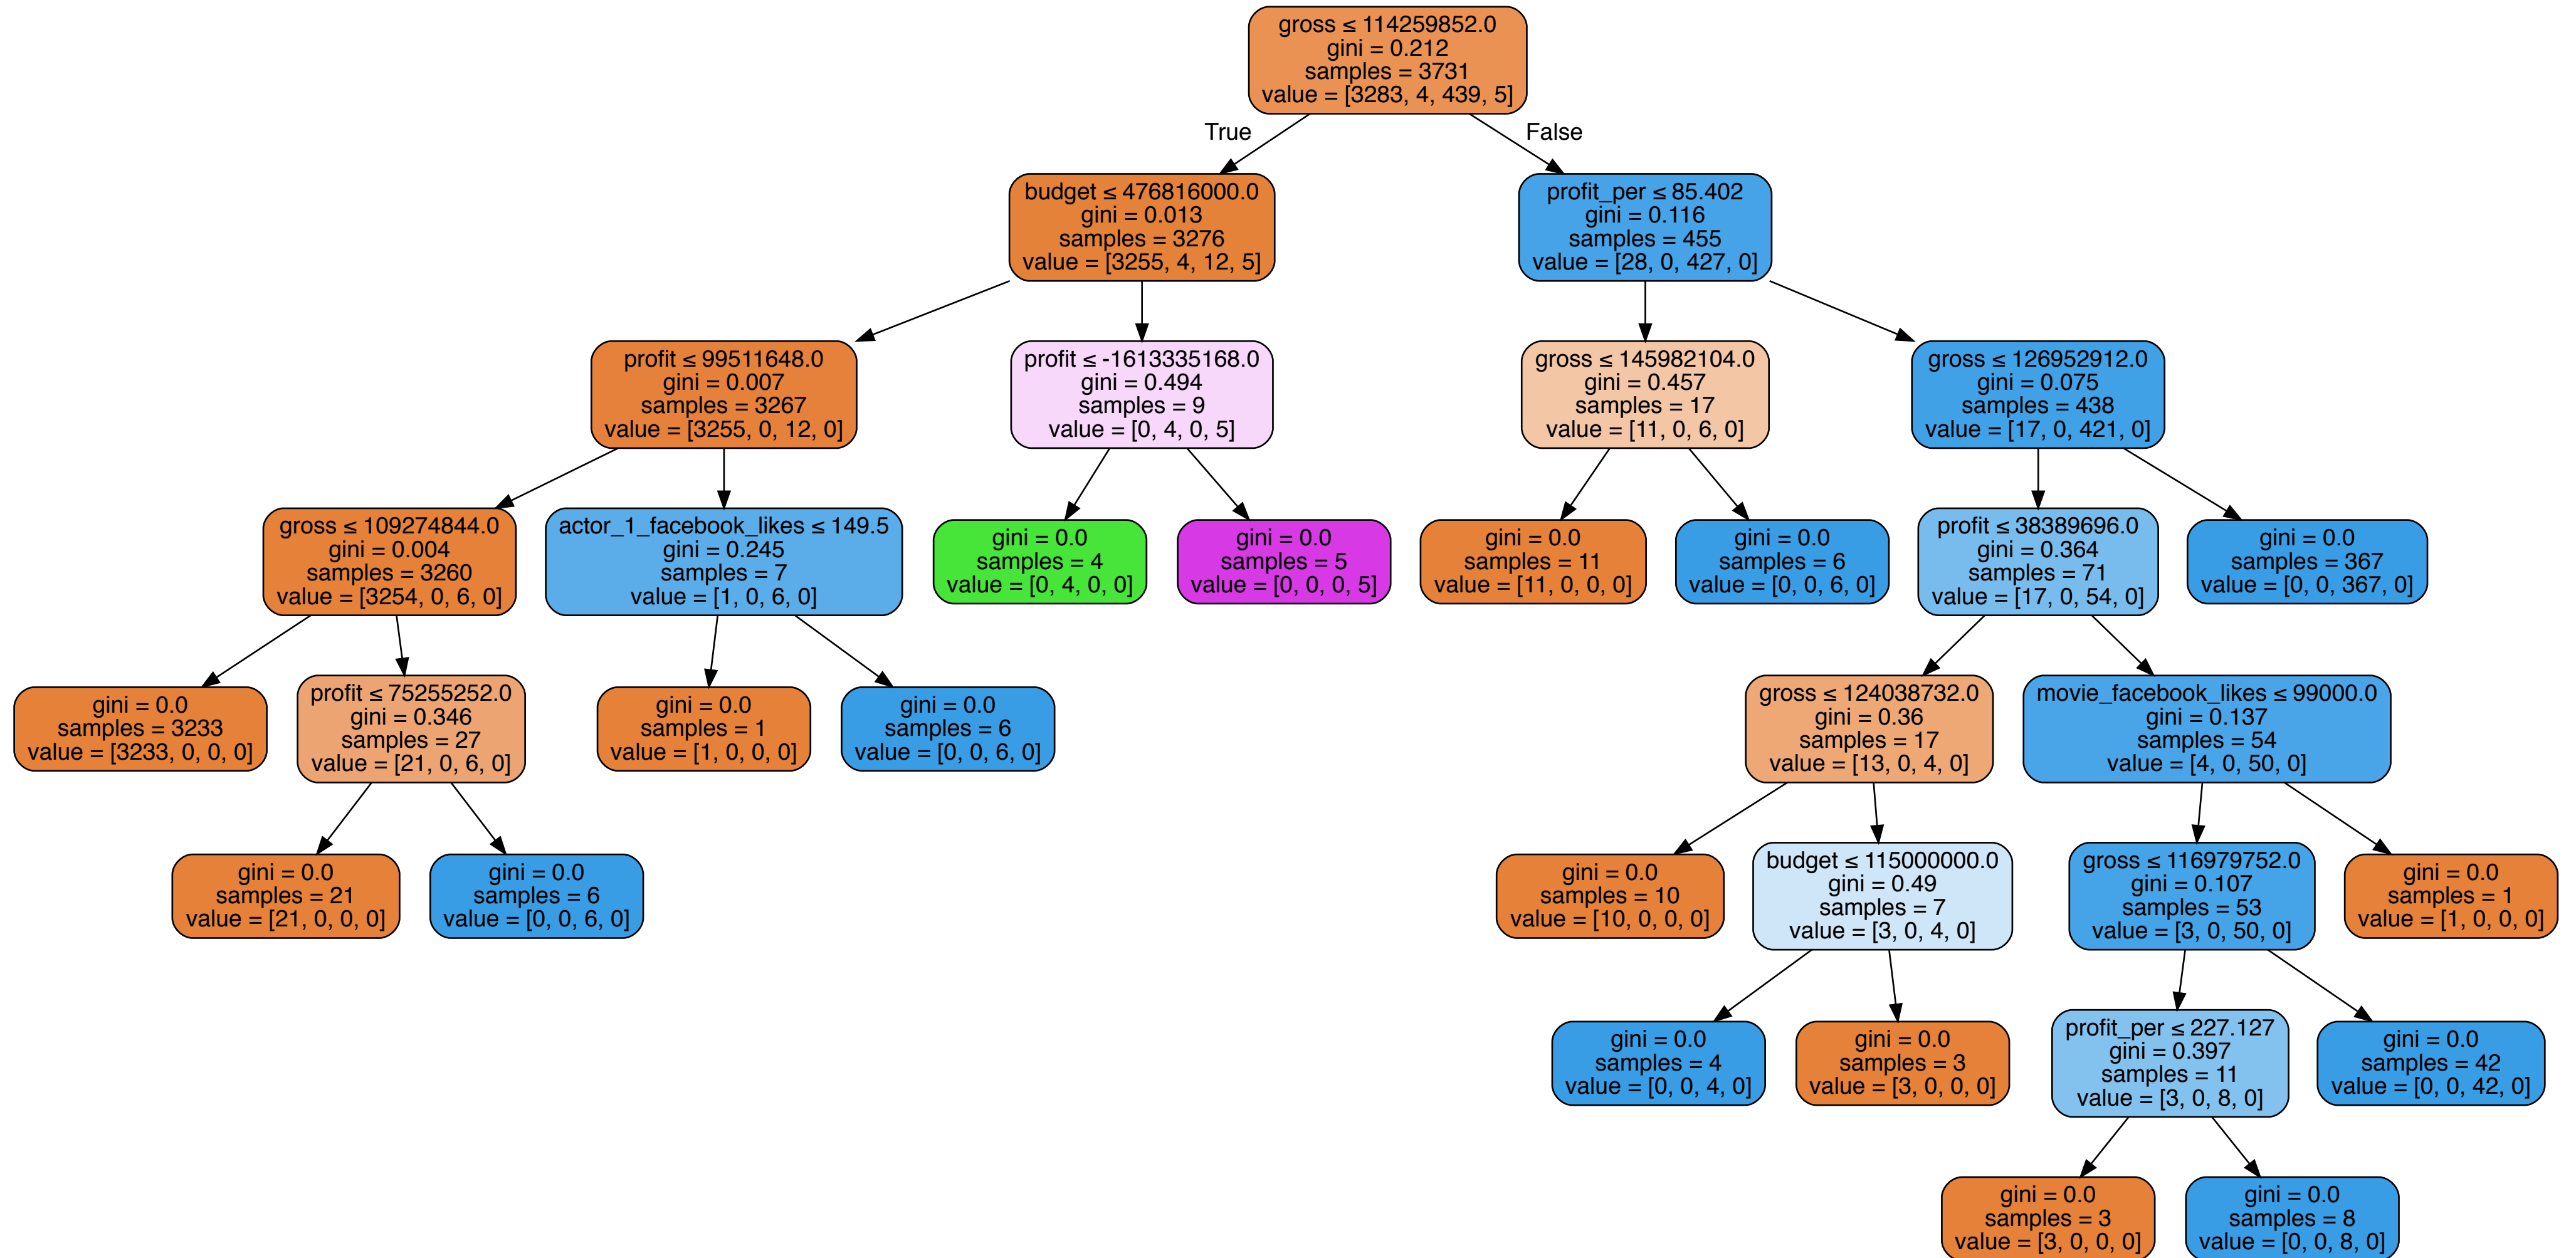 gross ≤ 114259852.0
gini = 0.212
samples = 3731
value = [3283, 4, 439, 5]
True
False
budget ≤ 476816000.0
gini = 0.013
samples = 3276
value = [3255, 4, 12, 5]
profit_per ≤ 85.402
gini = 0.116
samples = 455
value = [28, 0, 427, 0]
profit ≤ 99511648.0
gini = 0.007
samples = 3267
value = [3255, 0, 12, 0]
profit ≤ -1613335168.0
gini = 0.494
samples = 9
value = [0, 4, 0, 5]
gross ≤ 145982104.0
gini = 0.457
samples = 17
value = [11, 0, 6, 0]
gross ≤ 126952912.0
gini = 0.075
samples = 438
value = [17, 0, 421, 0]
gross ≤ 109274844.0
gini = 0.004
samples = 3260
value = [3254, 0, 6, 0]
actor_1_facebook_likes ≤ 149.5
gini = 0.245
samples = 7
value = [1, 0, 6, 0]
gini = 0.0
samples = 4
value = [0, 4, 0, 0]
gini = 0.0
samples = 5
value = [0, 0, 0, 5]
gini = 0.0
samples = 11
value = [11, 0, 0, 0]
gini = 0.0
samples = 6
value = [0, 0, 6, 0]
profit ≤ 38389696.0
gini = 0.364
samples = 71
value = [17, 0, 54, 0]
gini = 0.0
samples = 367
value = [0, 0, 367, 0]
gini = 0.0
samples = 3233
value = [3233, 0, 0, 0]
profit ≤ 75255252.0
gini = 0.346
samples = 27
value = [21, 0, 6, 0]
gini = 0.0
samples = 1
value = [1, 0, 0, 0]
gini = 0.0
samples = 6
value = [0, 0, 6, 0]
gross ≤ 124038732.0
gini = 0.36
samples = 17
value = [13, 0, 4, 0]
movie_facebook_likes ≤ 99000.0
gini = 0.137
samples = 54
value = [4, 0, 50, 0]
gini = 0.0
samples = 21
value = [21, 0, 0, 0]
gini = 0.0
samples = 6
value = [0, 0, 6, 0]
gini = 0.0
samples = 10
value = [10, 0, 0, 0]
budget ≤ 115000000.0
gini = 0.49
samples = 7
value = [3, 0, 4, 0]
gross ≤ 116979752.0
gini = 0.107
samples = 53
value = [3, 0, 50, 0]
gini = 0.0
samples = 1
value = [1, 0, 0, 0]
gini = 0.0
samples = 4
value = [0, 0, 4, 0]
gini = 0.0
samples = 3
value = [3, 0, 0, 0]
profit_per ≤ 227.127
gini = 0.397
samples = 11
value = [3, 0, 8, 0]
gini = 0.0
samples = 42
value = [0, 0, 42, 0]
gini = 0.0
samples = 3
value = [3, 0, 0, 0]
gini = 0.0
samples = 8
value = [0, 0, 8, 0]